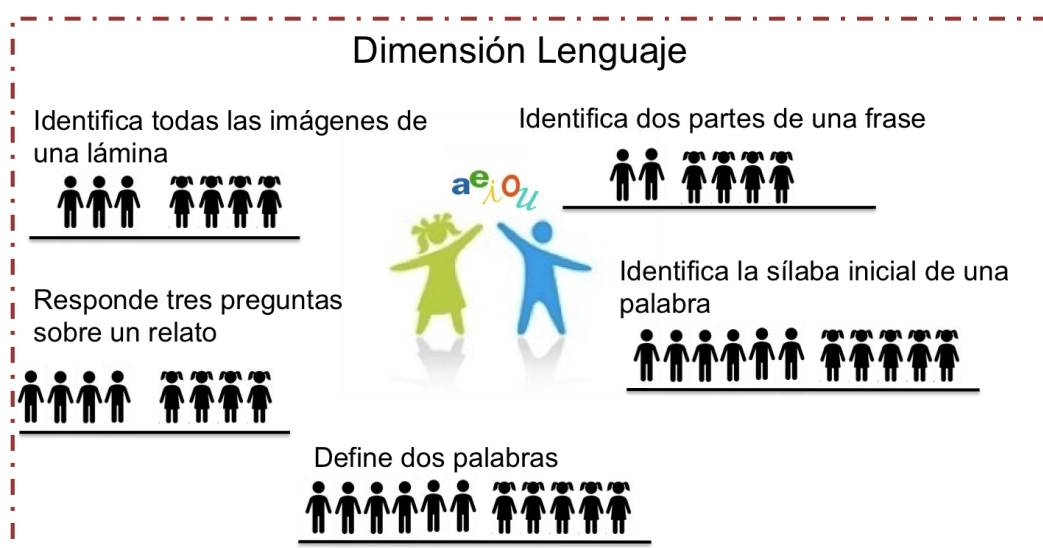 Dimensión Lenguaje
Identifica todas las imágenes de
una lámina
Identifica dos partes de una frase
aeiou
Responde tres preguntas
sobre un relato
Identifica la sílaba inicial de una
palabra
Define dos palabras